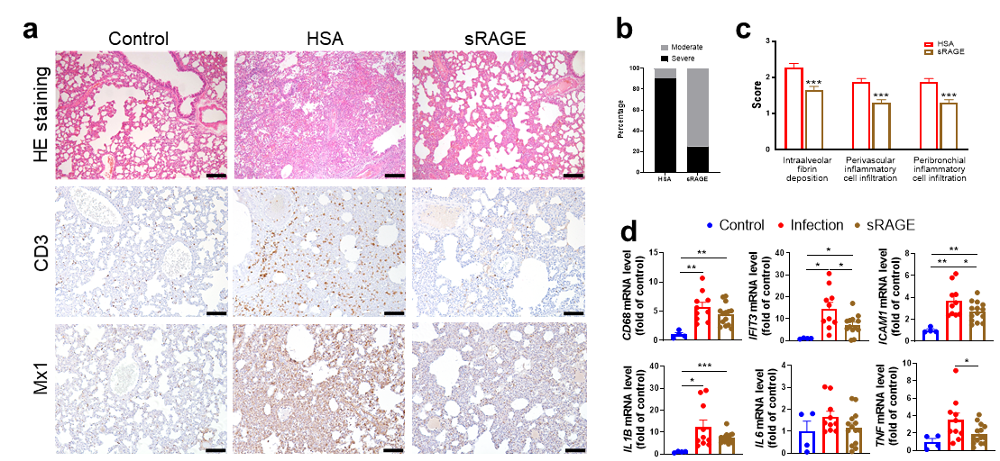 a
Control
HSA
sRAGE
HE staining
CD3
Mx1
b
Moderate
Severe
Percentage
100
80
60
40
20
0
HSA
sRAGE
c
HSA
sRAGE
Score
3
2
1
0
***
***
***
Intraalveolar
fibrin
deposition
Perivascular
inflammatory
cell infiltration
Peribronchial
inflammatory
cell infiltration
d
Control
Infection
sRAGE
CD68 mRNA level
(fold of control)
15
10
5
0
**
**
IFIT3 mRNA level
(fold of control)
40
30
20
10
0
*
*
*
ICAM1 mRNA level
(fold of control)
8
6
4
2
0
**
**
*
IL1B mRNA level
(fold of control)
40
30
20
10
0
***
*
IL6 mRNA level
(fold of control)
4
3
2
1
0
TNF mRNA level
(fold of control)
10
8
6
4
2
0
*